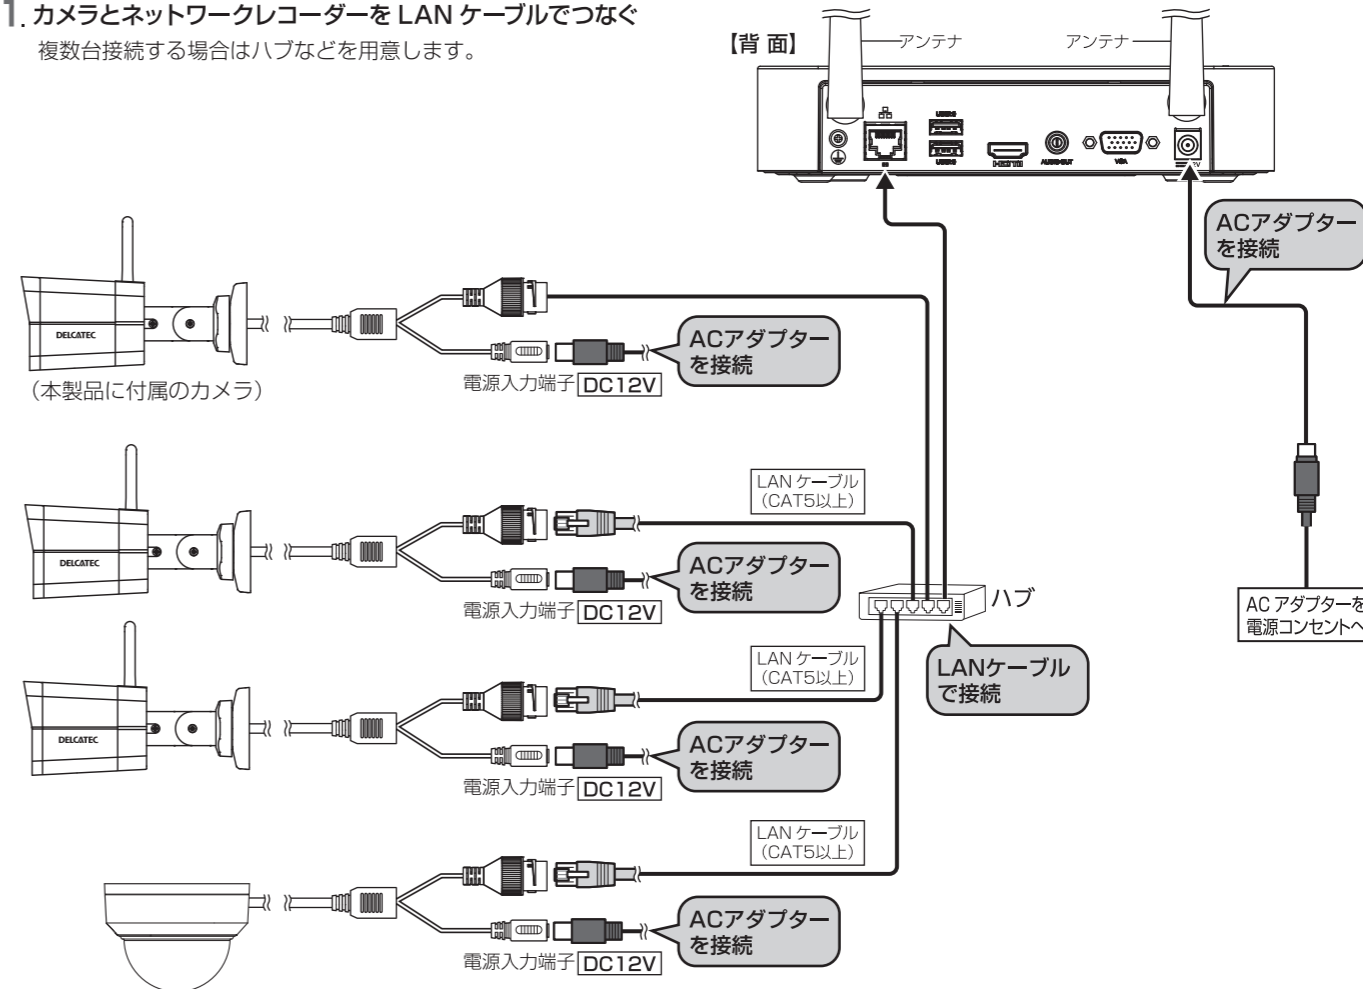 1. カメラとネットワークレコーダーを LAN ケーブルでつなぐ
複数台接続する場合はハブなどを用意します。
【背 面】
アンテナ
アンテナ
HDMI
AUDIO OUT
VGA
ACアダプター
を接続
DELCATEC
ACアダプター
を接続
電源入力端子 DC12V
(本製品に付属のカメラ)
LAN ケーブル
(CAT5以上)
DELCATEC
ACアダプター
を接続
電源入力端子 DC12V
ハブ
AC アダプターを
電源コンセントへ
LAN ケーブル
(CAT5以上)
LANケーブル
で接続
DELCATEC
ACアダプター
を接続
電源入力端子 DC12V
LAN ケーブル
(CAT5以上)
ACアダプター
を接続
電源入力端子 DC12V